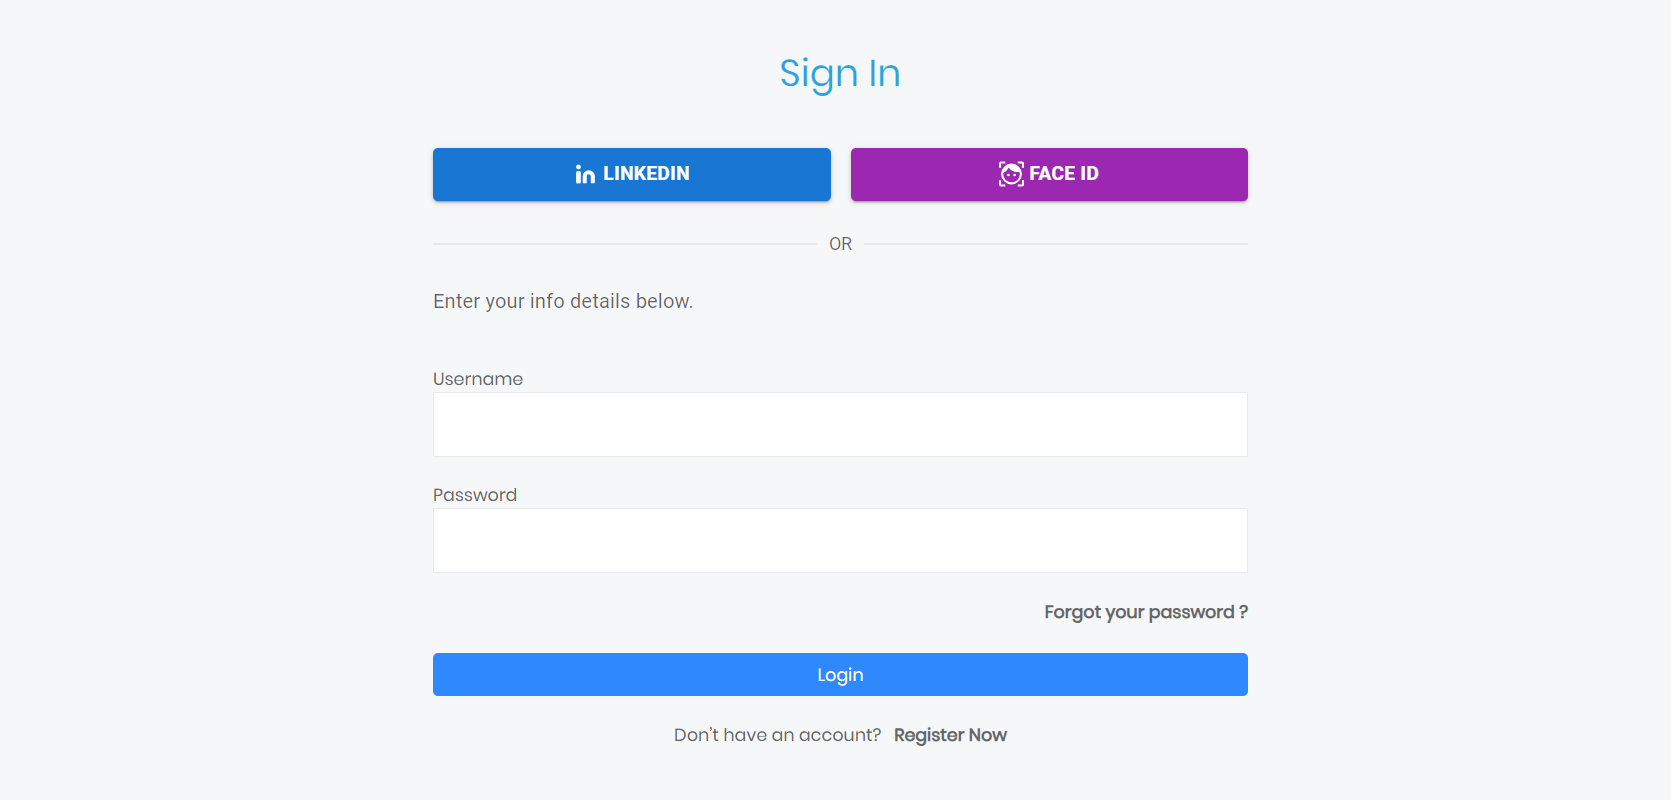 Sign In
in LINKEDIN
FACE ID
OR
Enter your info details below.
Username
Password
Forgot your password ?
Login
Don't have an account? Register Now